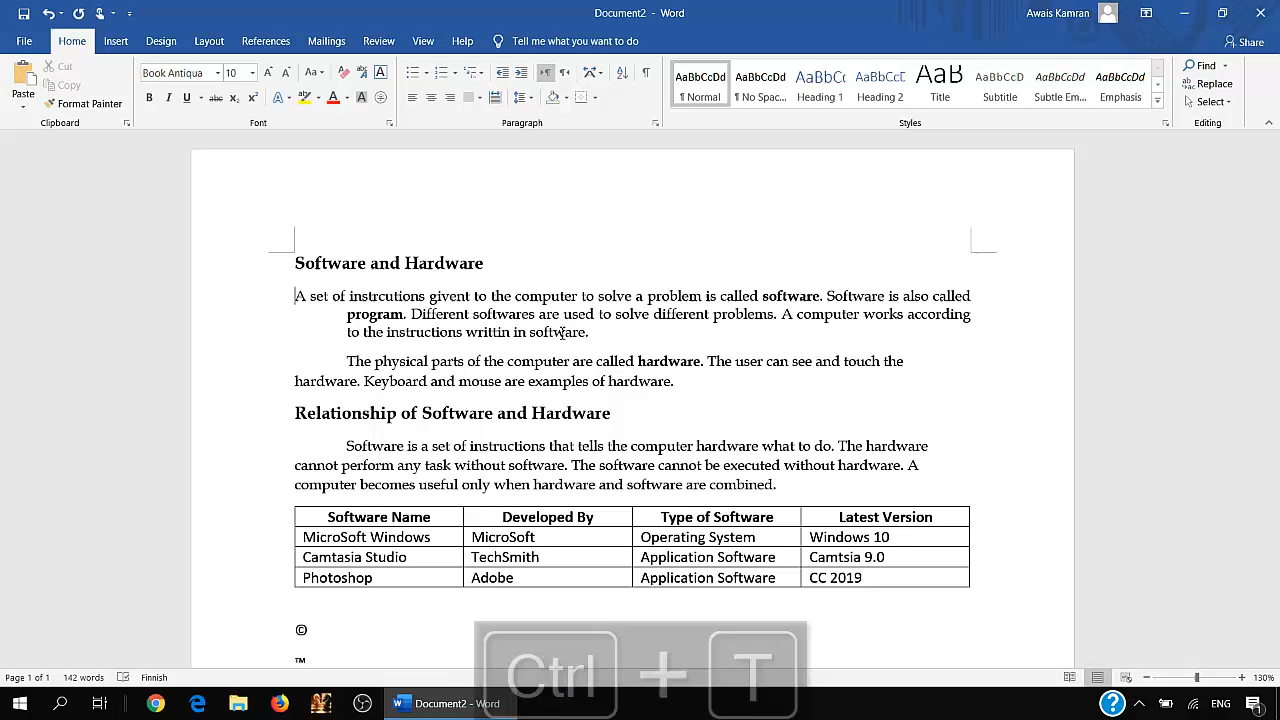 Document2 - Word
Awais Kamran
File Home Insert Design Layout References Mailings Review View Help Tell me what you want to do
Share
Paste
Cut
Copy
Format Painter
Book Antiqua 10
AaBbCcDd AaBbCcDd AaBbC AaBbCcD AaB AaBbCcD AaBbCcDd AaBbCcDd
¶ Normal ¶ No Spac... Heading 1 Heading 2 Title Subtitle Subtle Em... Emphasis
Find
Replace
Select
Clipboard Font Paragraph Styles Editing
Software and Hardware
A set of instrcutions givent to the computer to solve a problem is called software. Software is also called
program. Different softwares are used to solve different problems. A computer works according
to the instructions writtin in software.
The physical parts of the computer are called hardware. The user can see and touch the
hardware. Keyboard and mouse are examples of hardware.
Relationship of Software and Hardware
Software is a set of instructions that tells the computer hardware what to do. The hardware
cannot perform any task without software. The software cannot be executed without hardware. A
computer becomes useful only when hardware and software are combined.
Software Name Developed By Type of Software Latest Version
MicroSoft Windows MicroSoft Operating System Windows 10
Camtasia Studio TechSmith Application Software Camtsia 9.0
Photoshop Adobe Application Software CC 2019
©
™
Ctrl + T
Page 1 of 1 142 words Finnish
130%
Document2 - Word
ENG